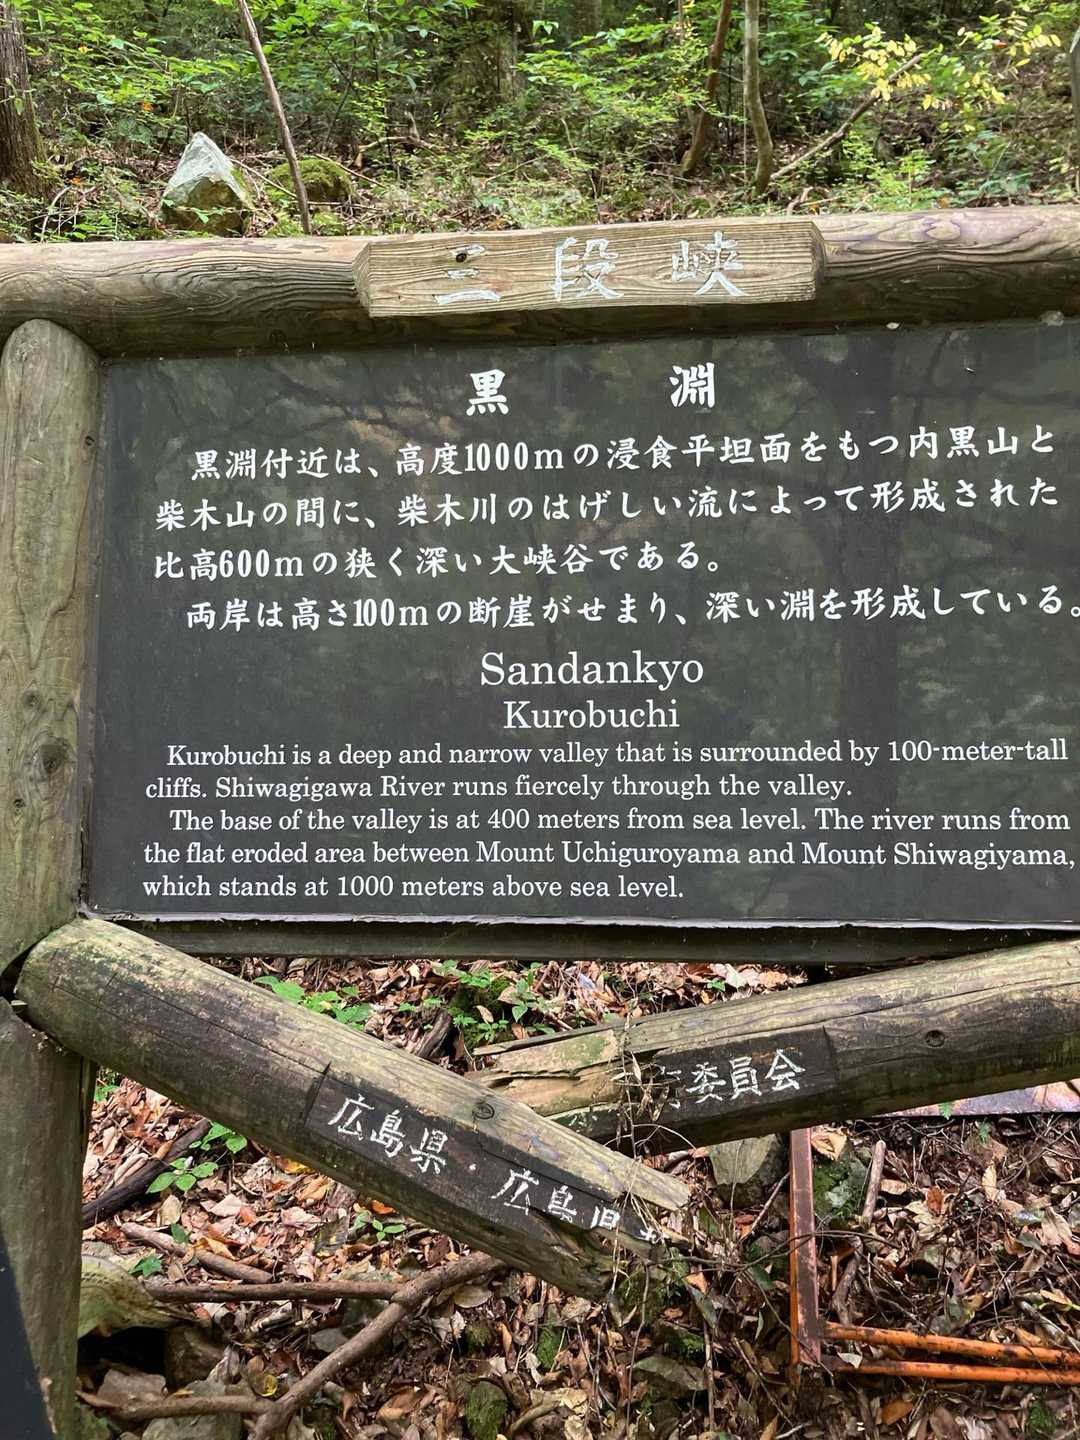 三段峡
黒淵
黒淵付近は、高度1000mの浸食平坦面をもつ内黒山と
柴木山の間に、柴木川のはげしい流によって形成された
比高600mの狭く深い大峡谷である。
両岸は高さ100mの断崖がせまり、深い淵を形成している。
Sandankyo
Kurobuchi
Kurobuchi is a deep and narrow valley that is surrounded by 100-meter-tall
cliffs. Shiwagigawa River runs fiercely through the valley.
The base of the valley is at 400 meters from sea level. The river runs from
the flat eroded area between Mount Uchiguroyama and Mount Shiwagiyama,
which stands at 1000 meters above sea level.
広島県・広島県
委員会